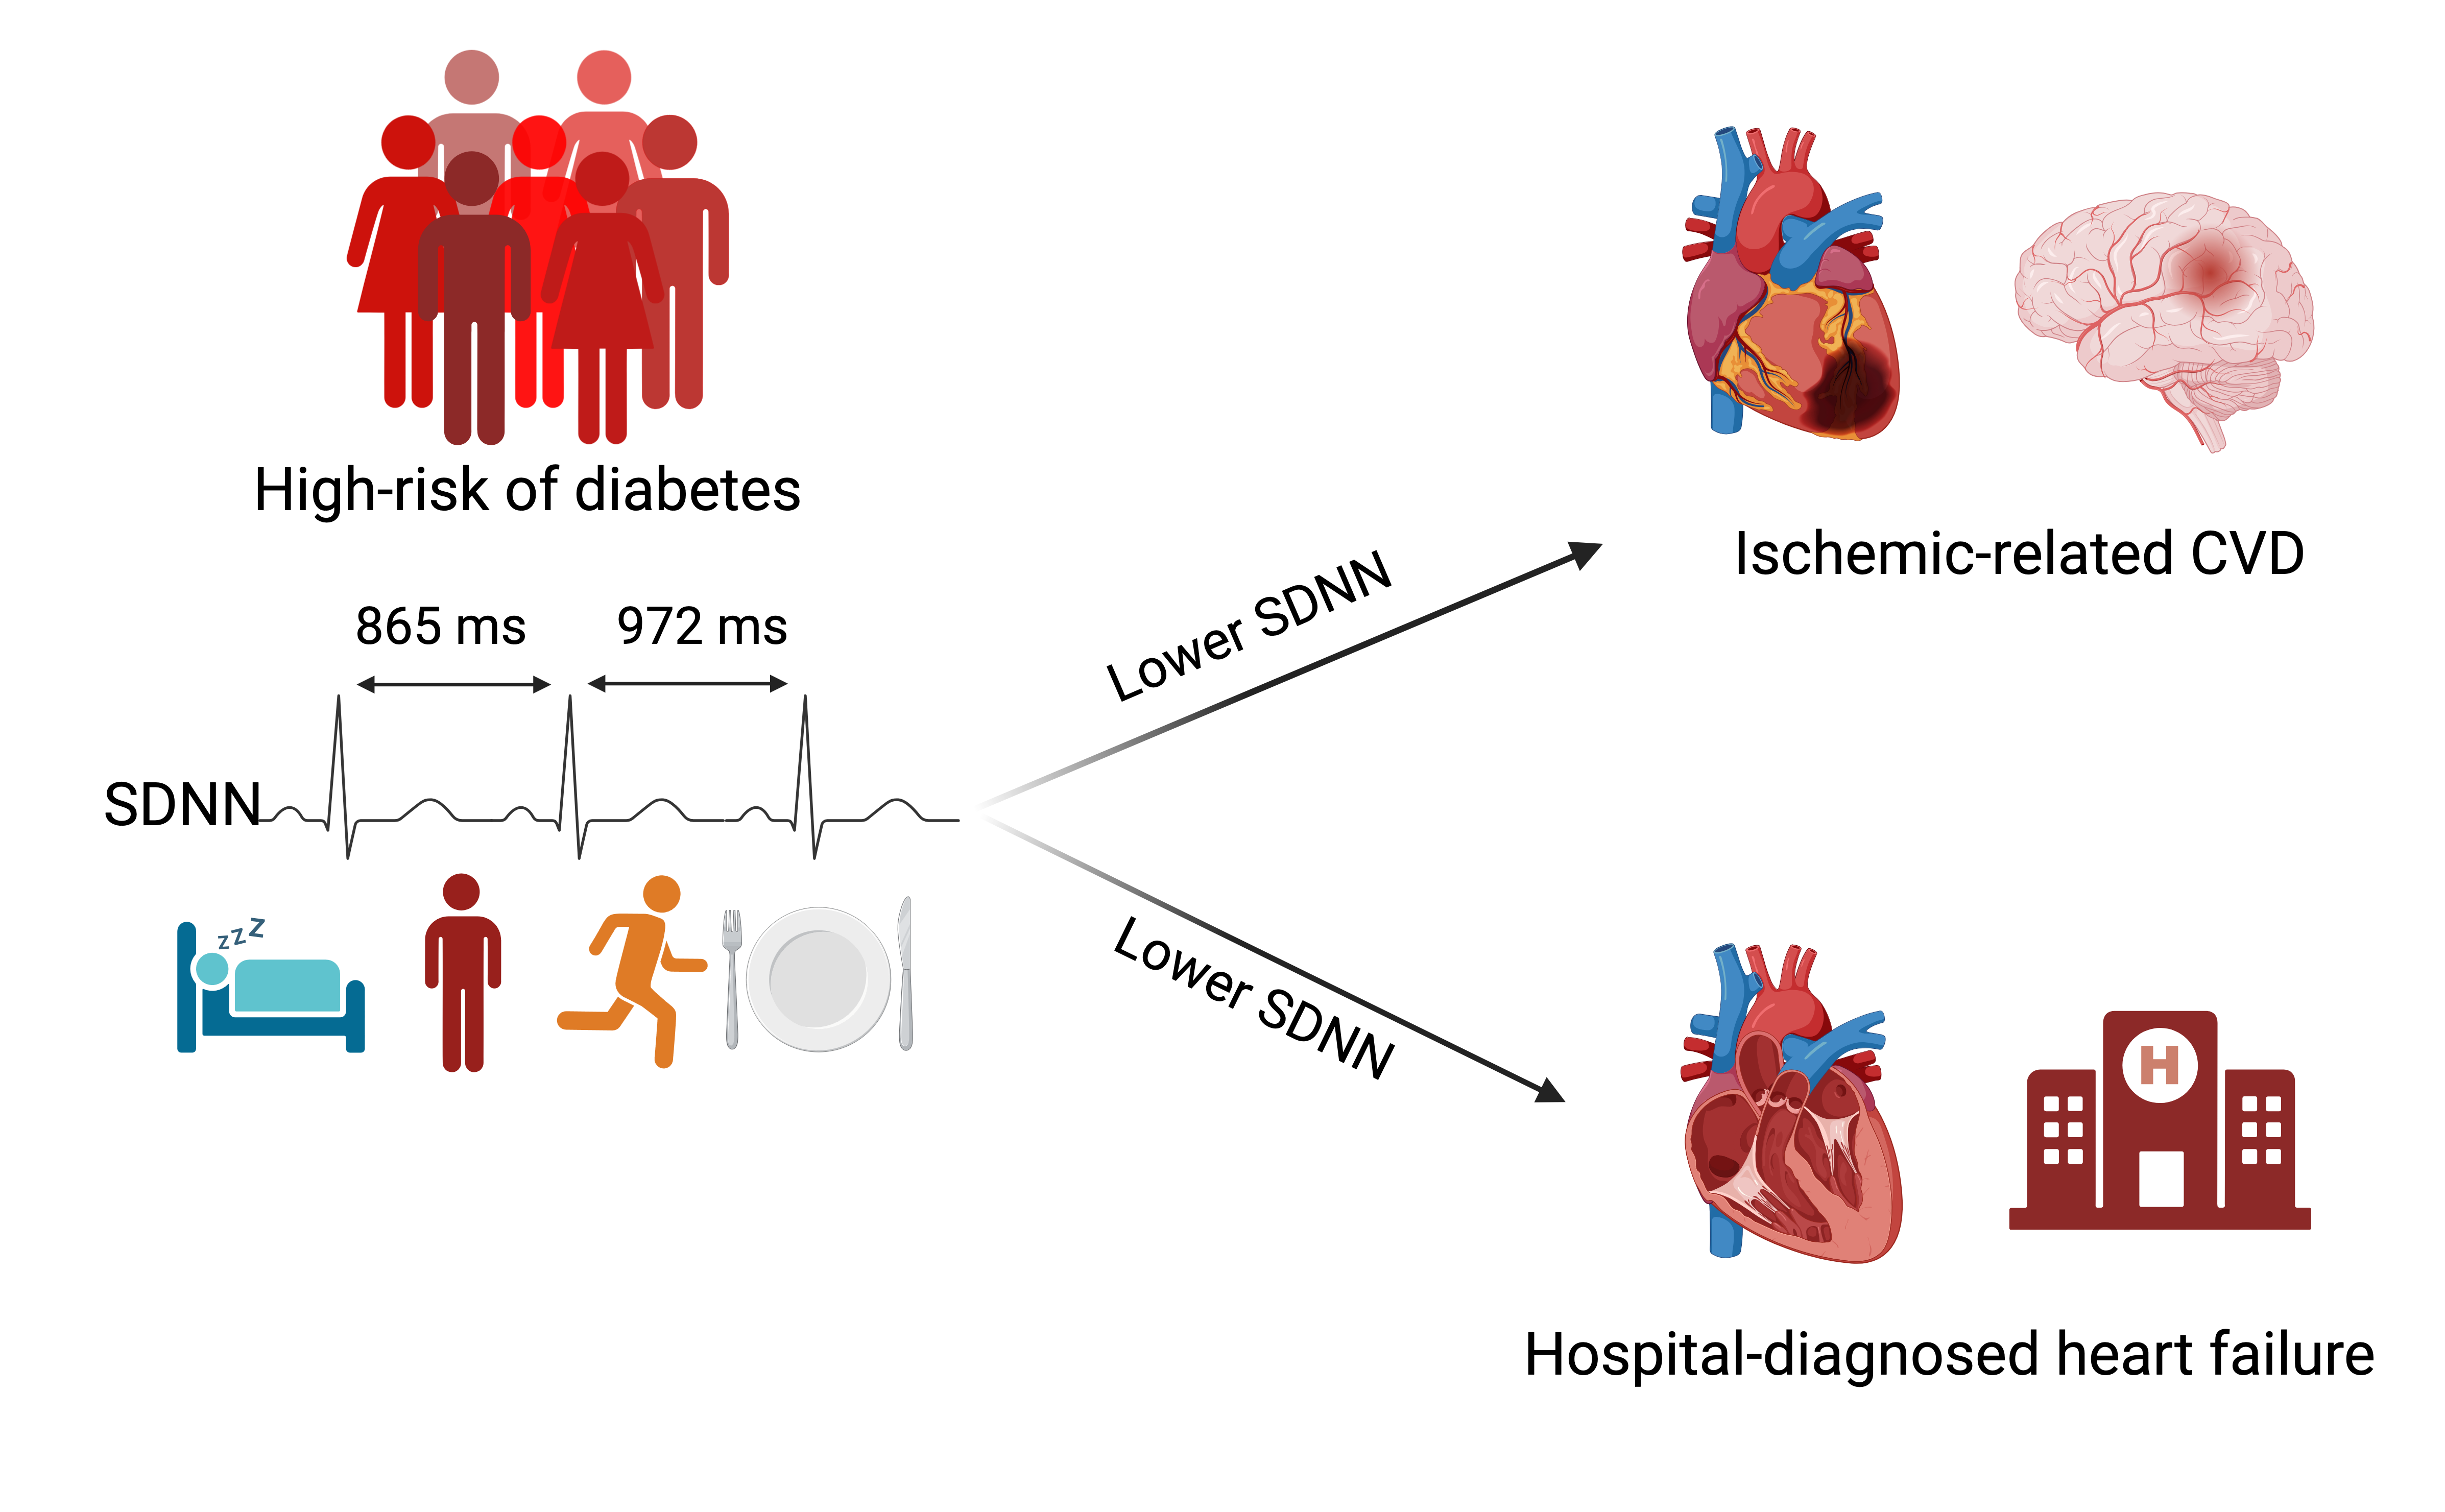 High-risk of diabetes
865 ms
972 ms
SDNN
z z z
Lower SDNN
Lower SDNN
Ischemic-related CVD
H
Hospital-diagnosed heart failure